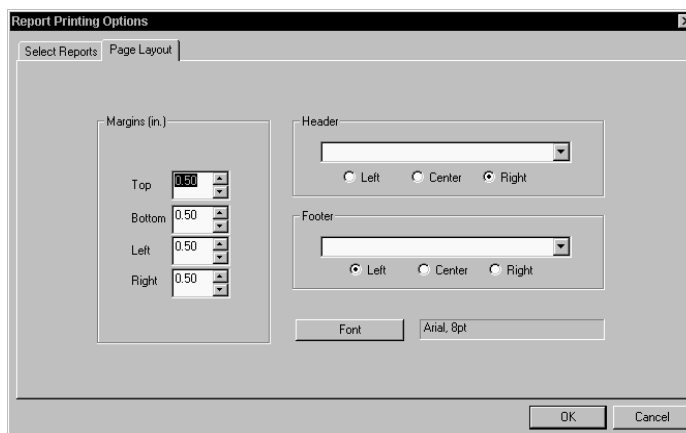 Report Printing Options
Select Reports Page Layout
Margins (in.)
Top 0.50
Bottom 0.50
Left 0.50
Right 0.50
Header
Left Center Right
Footer
Left Center Right
Font Arial, 8pt
OK Cancel